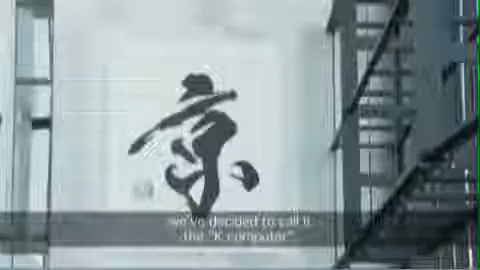 京
we've decided to call it
the "K computer"